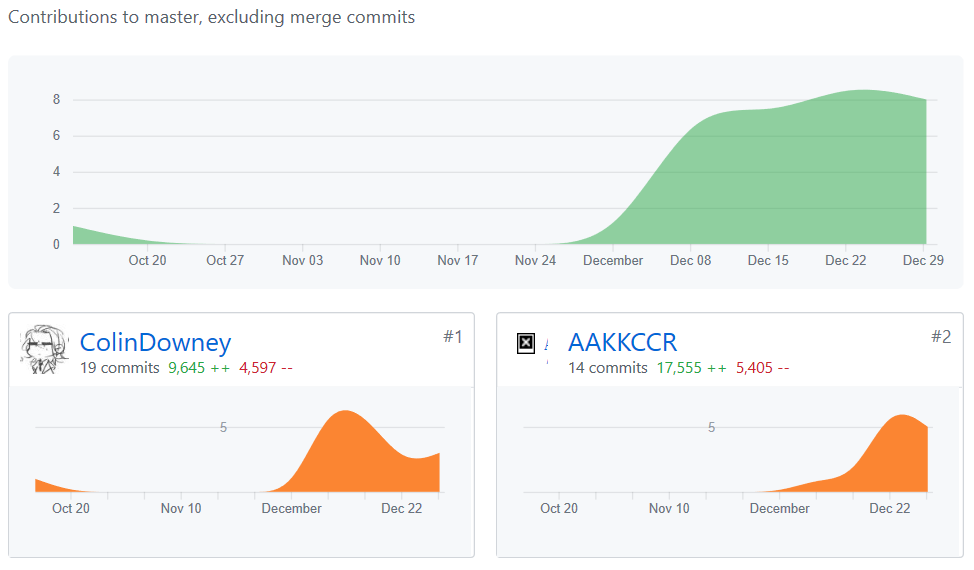 Contributions to master, excluding merge commits
8
6
4
2
0
Oct 20 Oct 27 Nov 03 Nov 10 Nov 17 Nov 24 December Dec 08 Dec 15 Dec 22 Dec 29
ColinDowney #1
19 commits 9,645 ++ 4,597 --
5
Oct 20 Nov 10 December Dec 22
AAKKCCR #2
14 commits 17,555 ++ 5,405 --
5
Oct 20 Nov 10 December Dec 22